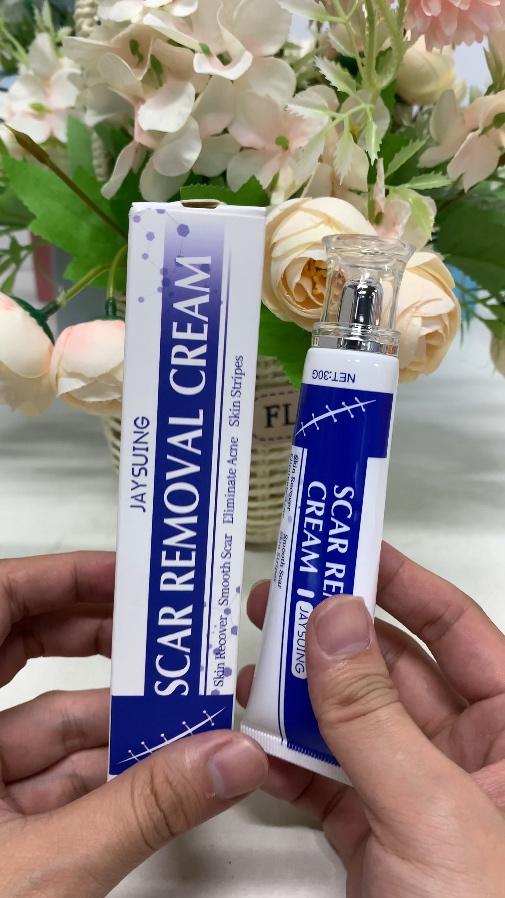 JAYSUING
SCAR REMOVAL CREAM
Skin Recover Smooth Scar Eliminate Acne Skin Stripes
NET:30G
SCAR RE
CREAM
JAYSUING
Skin Recover
Smooth Scar
FL